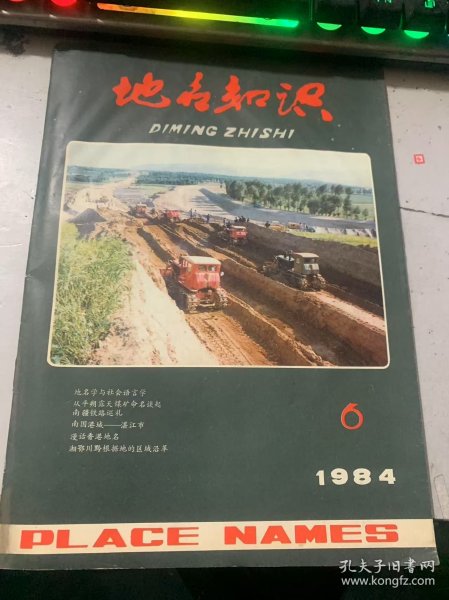 地名知识
DIMING ZHISHI
地名学与社会语言学
从平朔露天煤矿命名谈起
南疆铁路巡礼
南国港城——湛江市
漫话香港地名
湘鄂川黔根据地的区域沿革
6
1984
PLACE NAMES
孔夫子旧书网
www.kongfz.com